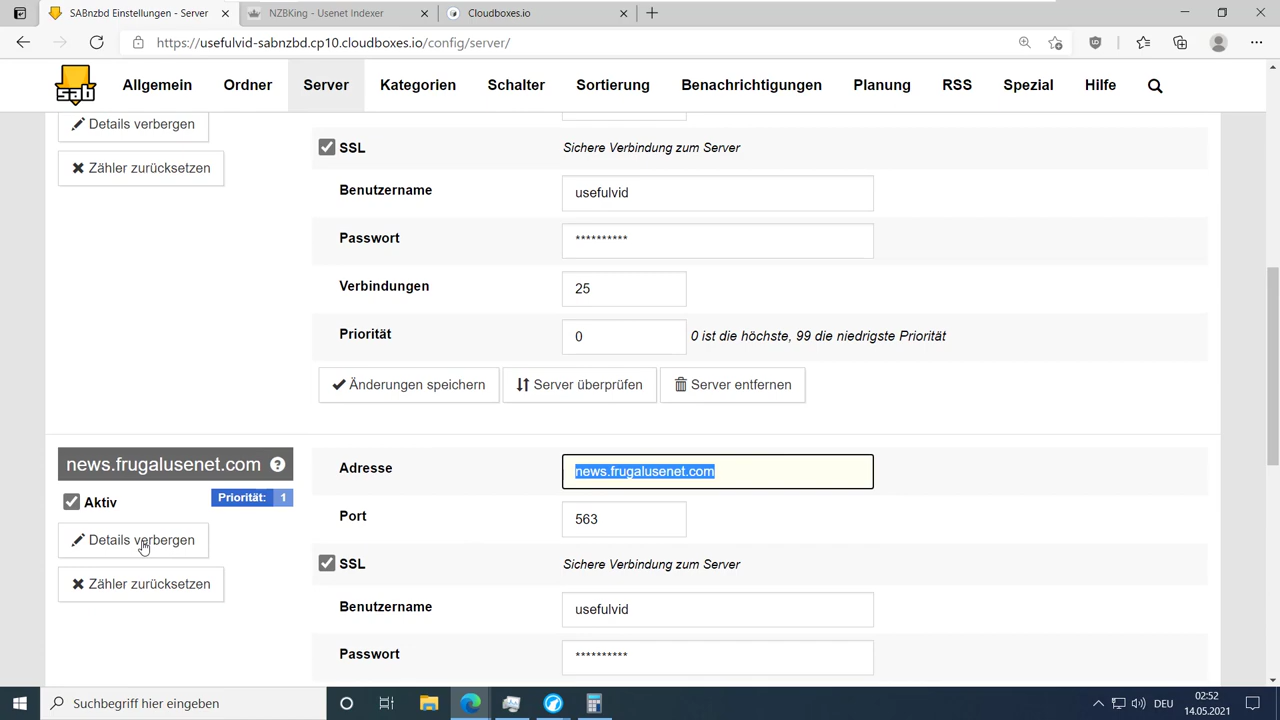 SABnzbd Einstellungen - Server
NZBKing - Usenet Indexer
Cloudboxes.io
https://usefulvid-sabnzbd.cp10.cloudboxes.io/config/server/
sab
Allgemein
Ordner
Server
Kategorien
Schalter
Sortierung
Benachrichtigungen
Planung
RSS
Spezial
Hilfe
Details verbergen
Zähler zurücksetzen
SSL
Sichere Verbindung zum Server
Benutzername
usefulvid
Passwort
**********
Verbindungen
25
Priorität
0
0 ist die höchste, 99 die niedrigste Priorität
Änderungen speichern
Server überprüfen
Server entfernen
news.frugalusenet.com ?
Aktiv
Priorität: 1
Details verbergen
Zähler zurücksetzen
Adresse
news.frugalusenet.com
Port
563
SSL
Sichere Verbindung zum Server
Benutzername
usefulvid
Passwort
**********
Suchbegriff hier eingeben
DEU
02:52
14.05.2021